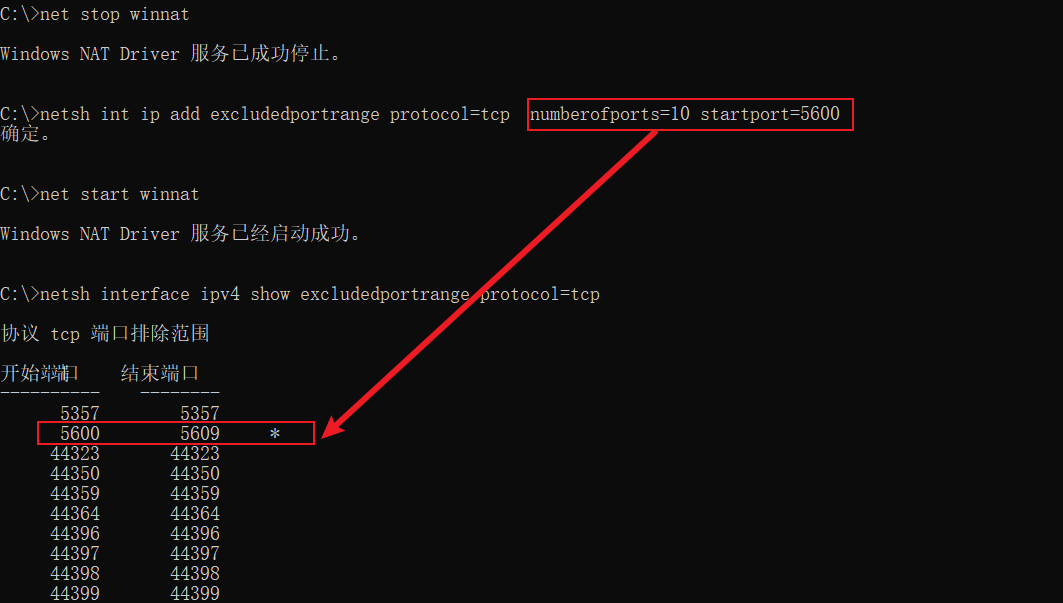 C:\>net stop winnat
Windows NAT Driver 服务已成功停止。
C:\>netsh int ip add excludedportrange protocol=tcp  numberofports=10 startport=5600
确定。
C:\>net start winnat
Windows NAT Driver 服务已经启动成功。
C:\>netsh interface ipv4 show excludedportrange protocol=tcp
协议 tcp 端口排除范围
开始端口    结束端口
----------    --------
      5357        5357
      5600        5609     *
     44323       44323
     44350       44350
     44359       44359
     44364       44364
     44396       44396
     44397       44397
     44398       44398
     44399       44399